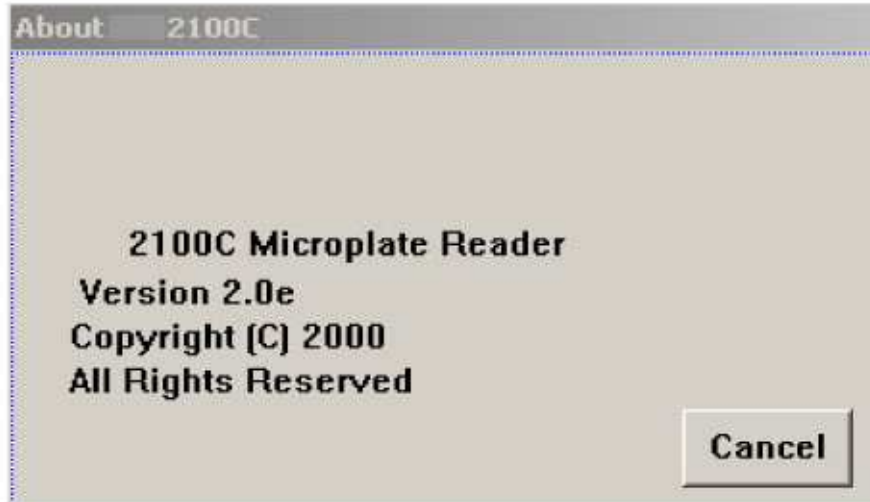 About 2100C
2100C Microplate Reader
Version 2.0e
Copyright (C) 2000
All Rights Reserved
Cancel